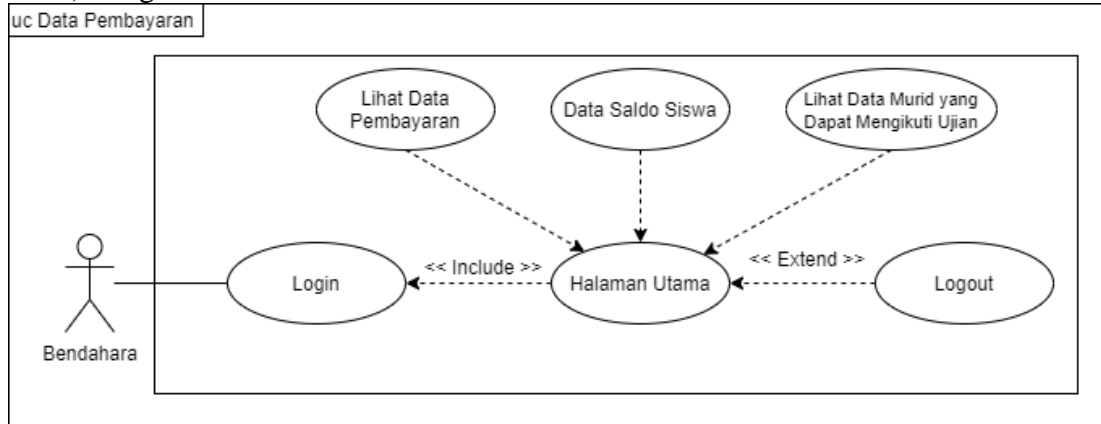 uc Data Pembayaran
Lihat Data
Pembayaran
Data Saldo Siswa
Lihat Data Murid yang
Dapat Mengikuti Ujian
Login
<< Include >>
Halaman Utama
<< Extend >>
Logout
Bendahara